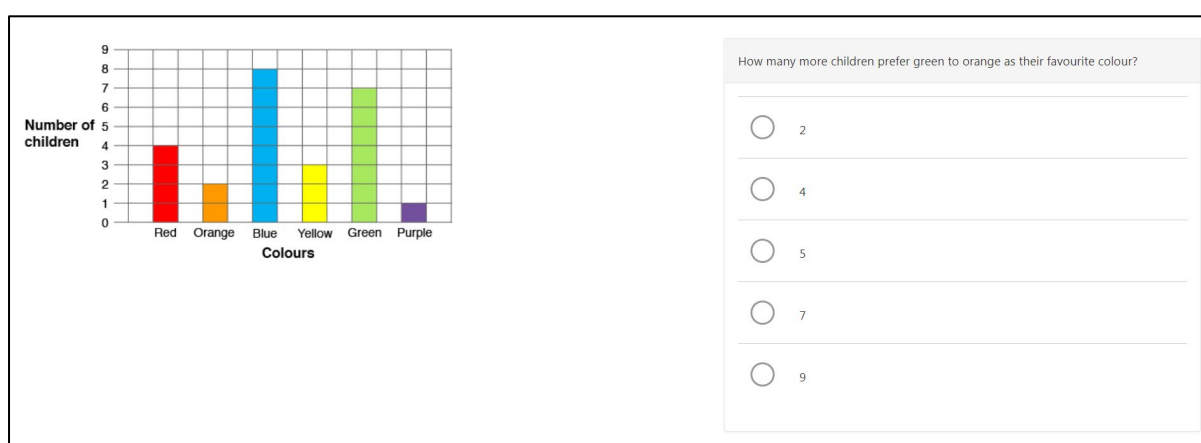 9
8
7
6
Number of 5
children 4
3
2
1
0
Red Orange Blue Yellow Green Purple
Colours
How many more children prefer green to orange as their favourite colour?
2
4
5
7
9